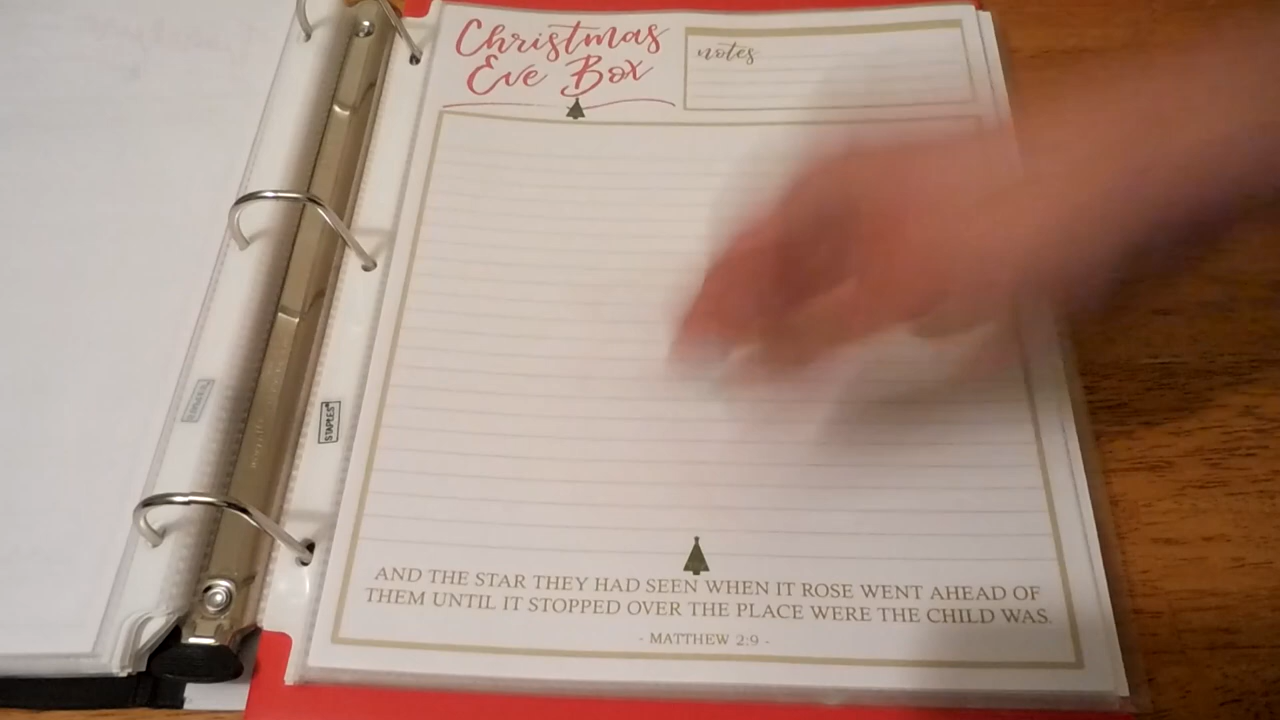 Christmas
Eve Box
notes
STAPLES
AND THE STAR THEY HAD SEEN WHEN IT ROSE WENT AHEAD OF
THEM UNTIL IT STOPPED OVER THE PLACE WERE THE CHILD WAS.
- MATTHEW 2:9 -